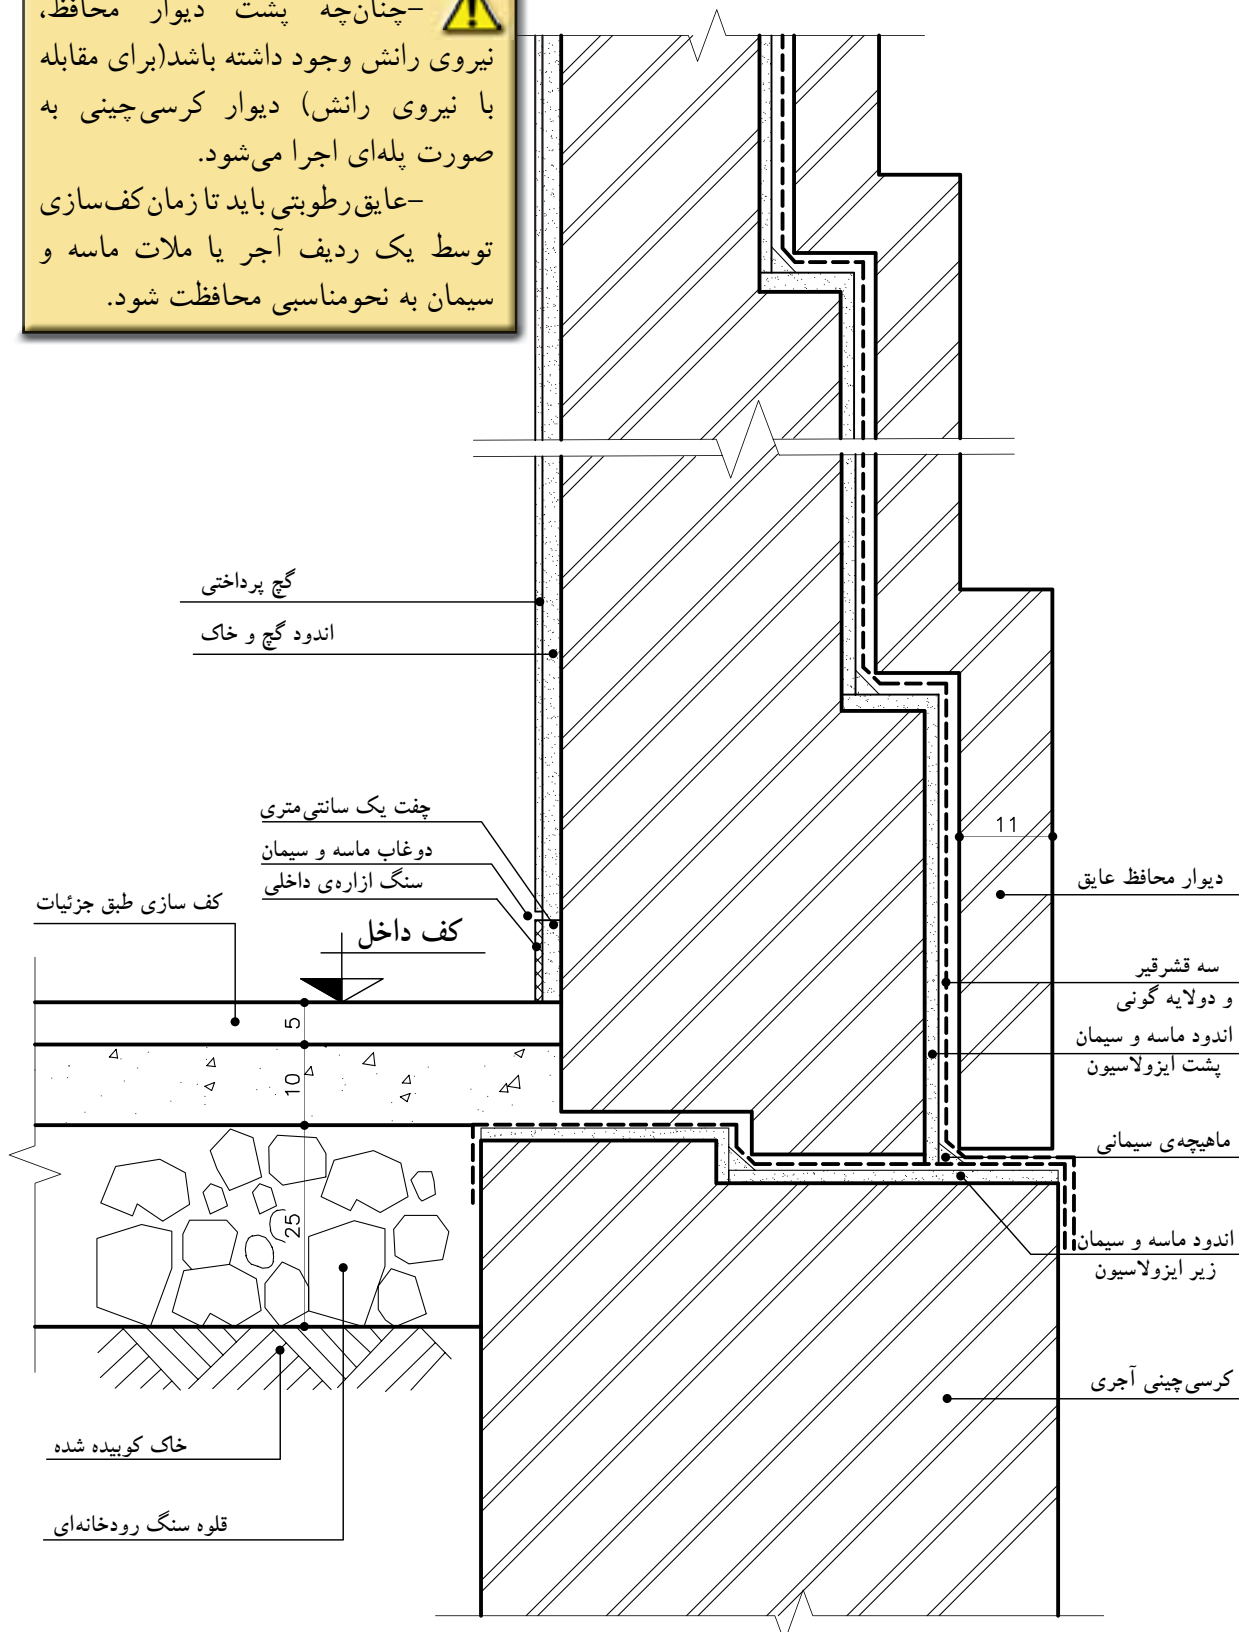 -چنان‌چه پشت دیوار محافظ،
نیروی رانش وجود داشته باشد(برای مقابله
با نیروی رانش) دیوار کرسی‌چینی به
صورت پله‌ای اجرا می‌شود.
-عایق‌رطوبتی باید تا زمان کف‌سازی
توسط یک ردیف آجر یا ملات ماسه و
سیمان به نحومناسبی محافظت شود.
گچ پرداختی
اندود گچ و خاک
چفت یک سانتی‌متری
دوغاب ماسه و سیمان
سنگ ازاره‌ی داخلی
کف سازی طبق جزئیات
کف داخل
5
10
25
خاک کوبیده شده
قلوه سنگ رودخانه‌ای
11
دیوار محافظ عایق
سه قشرقیر
و دولایه گونی
اندود ماسه و سیمان
پشت ایزولاسیون
ماهیچه‌ی سیمانی
اندود ماسه و سیمان
زیر ایزولاسیون
کرسی‌چینی آجری